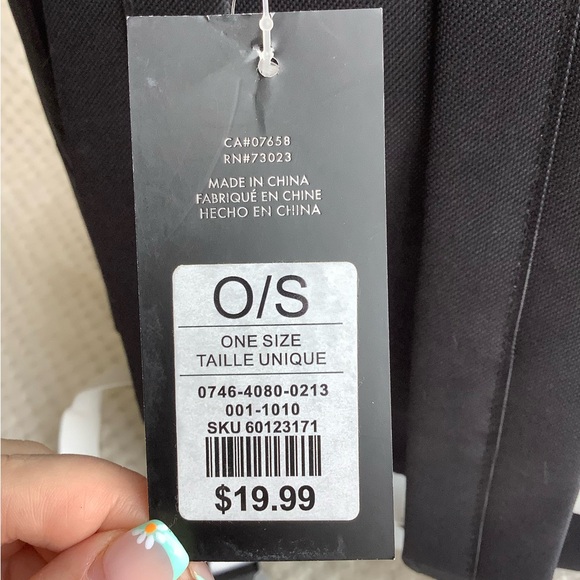 CA#07658
RN#73023
MADE IN CHINA
FABRIQUÉ EN CHINE
HECHO EN CHINA
O/S
ONE SIZE
TAILLE UNIQUE
0746-4080-0213
001-1010
SKU 60123171
$19.99